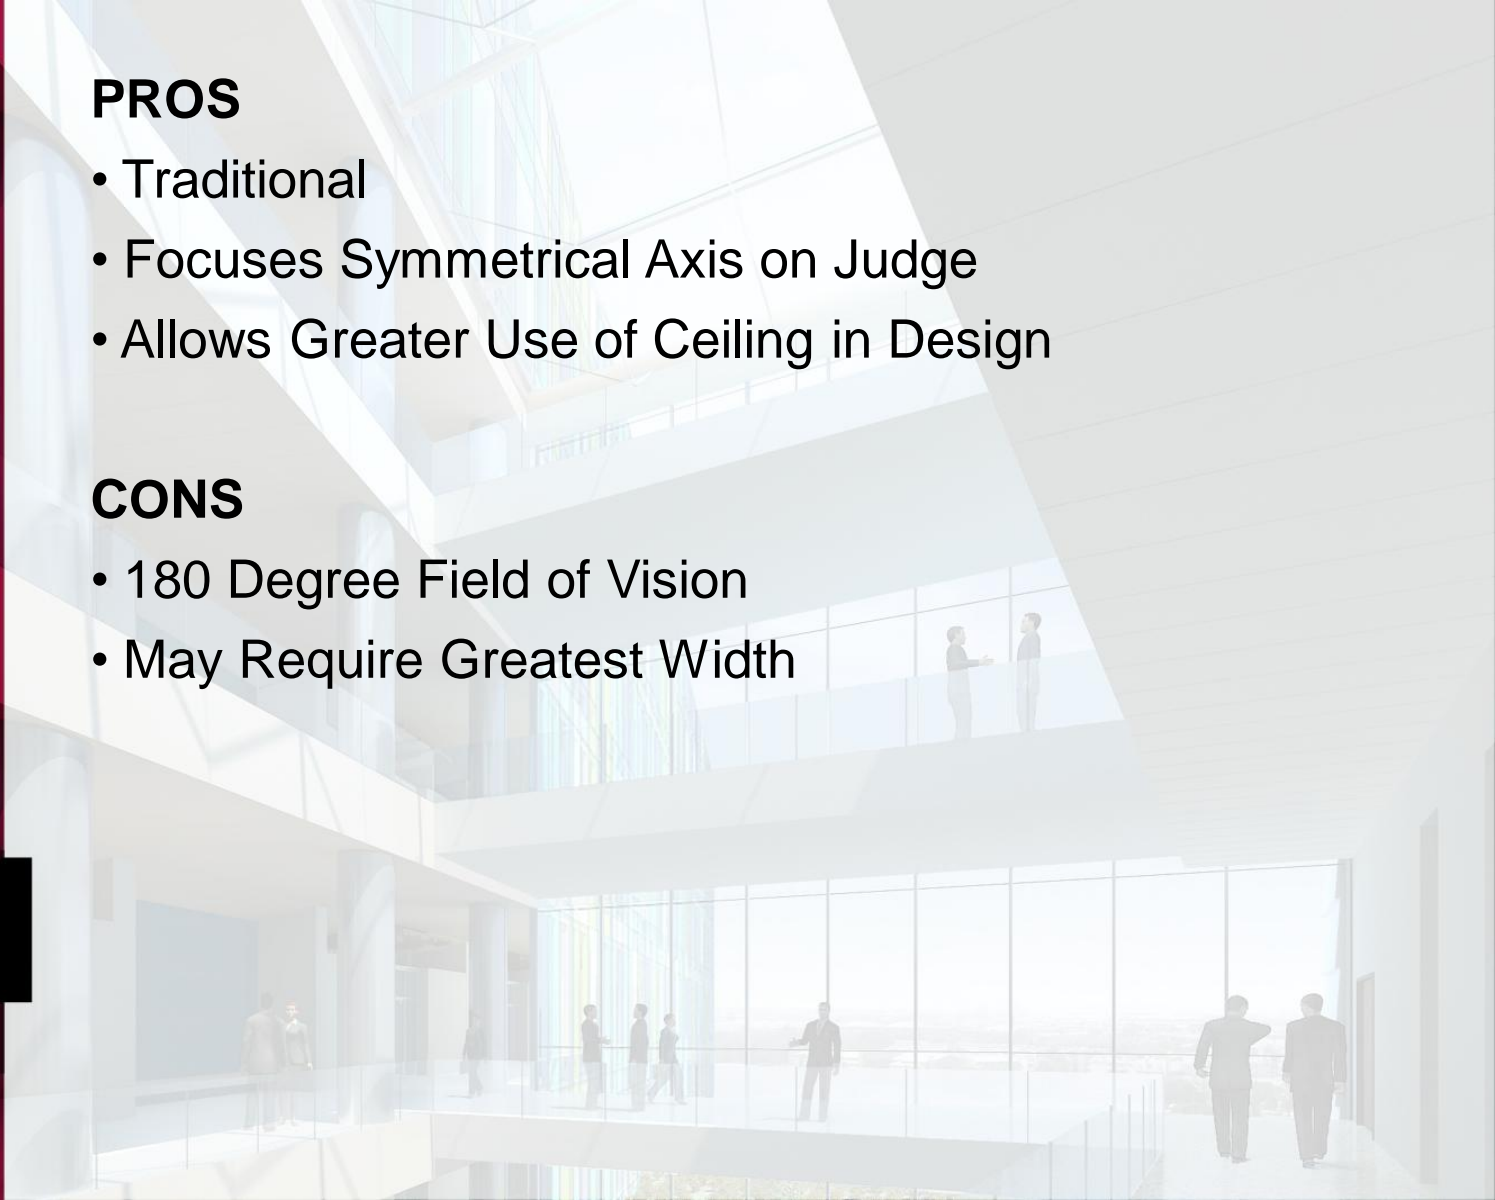 PROS
• Traditional
• Focuses Symmetrical Axis on Judge
• Allows Greater Use of Ceiling in Design
CONS
• 180 Degree Field of Vision
• May Require Greatest Width